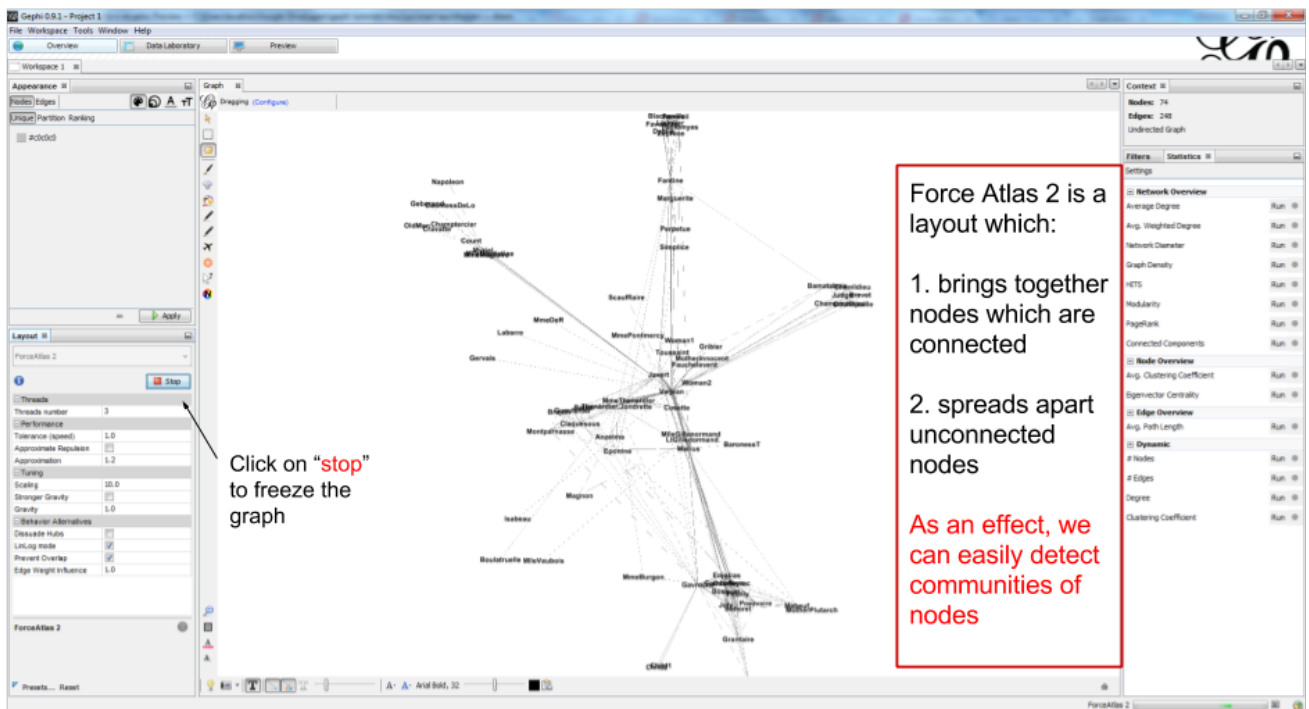 Gephi 0.9.1 - Project 1
File Workspace Tools Window Help
Overview Data Laboratory Preview
Workspace 1
Appearance
Nodes Edges
Unique Partition Ranking
#c0c0c0
Apply
Layout
ForceAtlas 2
Stop
Threads
Threads number 3
Performance
Tolerance (speed) 1.0
Approximate Repulsion
Approximation 1.2
Tuning
Scaling 10.0
Stronger Gravity
Gravity 1.0
Behavior Alternatives
Dissuade Hubs
LinLog mode
Prevent Overlap
Edge Weight Influence 1.0
ForceAtlas 2
Presets... Reset
Graph
Dragging (Configure)
Napoleon
Count
Fantine
Marguerite
Perpetue
Simplice
Scaufflaire
MmeDeR
Labarre
Gervais
MmePontmercy
Woman1
Gribier
Toussaint
MotherInnocent
Fauchelevent
Javert
Woman2
Valjean
MmeThenardier
Cosette
Claquesous
Montparnasse
Anzelma
Eponine
MlleGillenormand
LtGillenormand
BaronessT
Marius
Magnon
Isabeau
Boulatruelle MlleVaubois
MmeBurgon
Grantaire
Click on “stop”
to freeze the
graph
Force Atlas 2 is a
layout which:
1. brings together
nodes which are
connected
2. spreads apart
unconnected
nodes
As an effect, we
can easily detect
communities of
nodes
Arial Bold, 32
Context
Nodes: 74
Edges: 248
Undirected Graph
Filters Statistics
Settings
Network Overview
Average Degree Run
Avg. Weighted Degree Run
Network Diameter Run
Graph Density Run
HITS Run
Modularity Run
PageRank Run
Connected Components Run
Node Overview
Avg. Clustering Coefficient Run
Eigenvector Centrality Run
Edge Overview
Avg. Path Length Run
Dynamic
# Nodes Run
# Edges Run
Degree Run
Clustering Coefficient Run
ForceAtlas 2